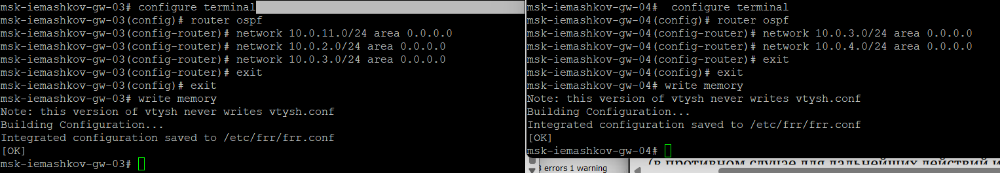 msk-iemashkov-gw-03# configure terminal
msk-iemashkov-gw-03(config)# router ospf
msk-iemashkov-gw-03(config-router)# network 10.0.11.0/24 area 0.0.0.0
msk-iemashkov-gw-03(config-router)# network 10.0.2.0/24 area 0.0.0.0
msk-iemashkov-gw-03(config-router)# network 10.0.3.0/24 area 0.0.0.0
msk-iemashkov-gw-03(config-router)# exit
msk-iemashkov-gw-03(config)# exit
msk-iemashkov-gw-03# write memory
Note: this version of vtysh never writes vtysh.conf
Building Configuration...
Integrated configuration saved to /etc/frr/frr.conf
[OK]
msk-iemashkov-gw-03#
msk-iemashkov-gw-04#  configure terminal
msk-iemashkov-gw-04(config)# router ospf
msk-iemashkov-gw-04(config-router)# network 10.0.3.0/24 area 0.0.0.0
msk-iemashkov-gw-04(config-router)# network 10.0.4.0/24 area 0.0.0.0
msk-iemashkov-gw-04(config-router)# exit
msk-iemashkov-gw-04(config)# exit
msk-iemashkov-gw-04# write memory
Note: this version of vtysh never writes vtysh.conf
Building Configuration...
Integrated configuration saved to /etc/frr/frr.conf
[OK]
msk-iemashkov-gw-04#
(в противном случае для дальнейших действий и
errors 1 warning